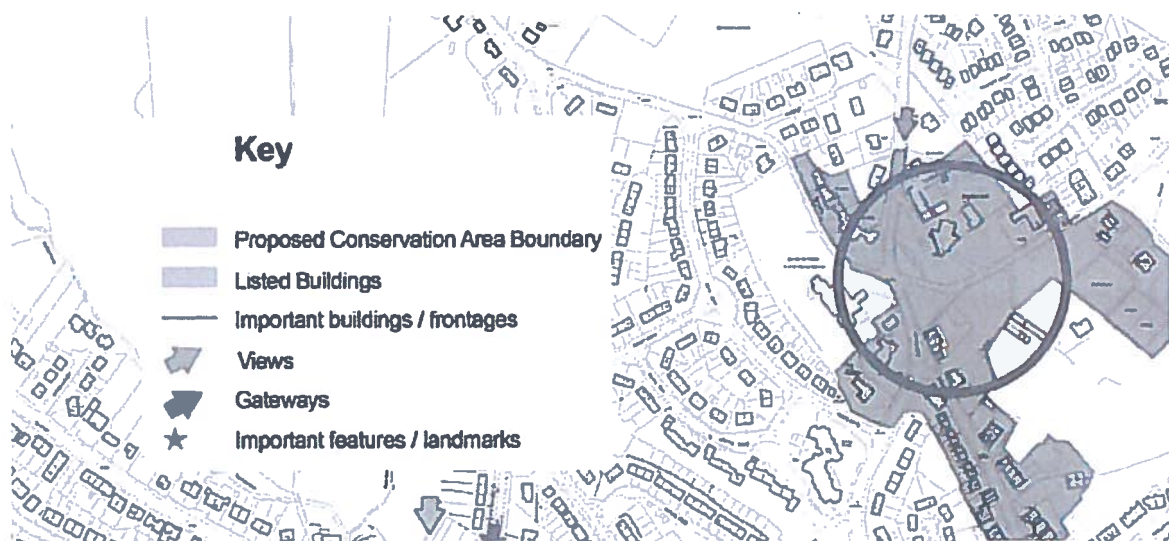 Key
Proposed Conservation Area Boundary
Listed Buildings
Important buildings / frontages
Views
Gateways
Important features / landmarks